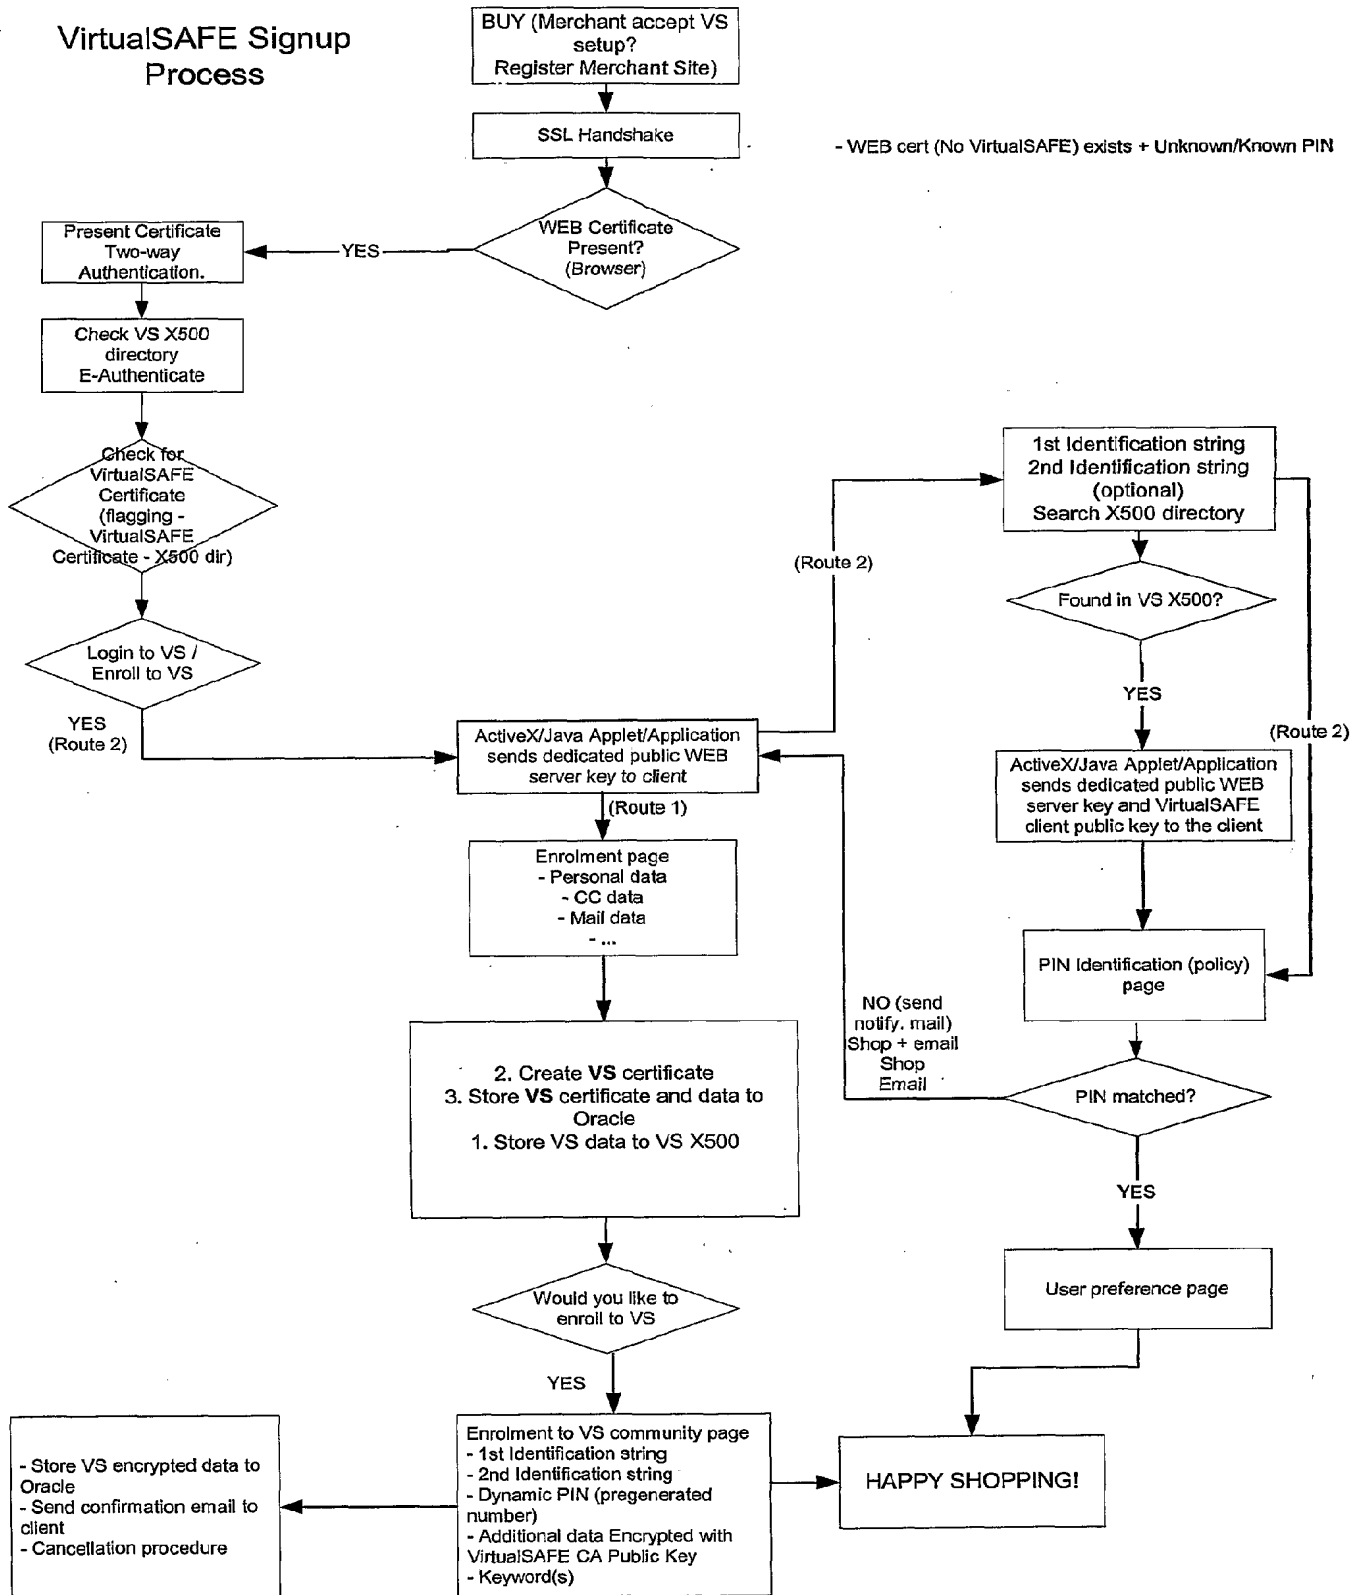 VirtualSAFE Signup
Process
BUY (Merchant accept VS
setup?
Register Merchant Site)
SSL Handshake
- WEB cert (No VirtualSAFE) exists + Unknown/Known PIN
WEB Certificate
Present?
(Browser)
YES
Present Certificate
Two-way
Authentication.
Check VS X500
directory
E-Authenticate
Check for
VirtualSAFE
Certificate
(flagging -
VirtualSAFE
Certificate - X500 dir)
Login to VS /
Enroll to VS
YES
(Route 2)
ActiveX/Java Applet/Application
sends dedicated public WEB
server key to client
(Route 2)
1st Identification string
2nd Identification string
(optional)
Search X500 directory
Found in VS X500?
YES
(Route 2)
ActiveX/Java Applet/Application
sends dedicated public WEB
server key and VirtualSAFE
client public key to the client
PIN Identification (policy)
page
PIN matched?
NO (send
notify. mail)
Shop + email
Shop
Email
YES
User preference page
(Route 1)
Enrolment page
- Personal data
- CC data
- Mail data
- ...
2. Create VS certificate
3. Store VS certificate and data to
Oracle
1. Store VS data to VS X500
Would you like to
enroll to VS
YES
Enrolment to VS community page
- 1st Identification string
- 2nd Identification string
- Dynamic PIN (pregenerated
number)
- Additional data Encrypted with
VirtualSAFE CA Public Key
- Keyword(s)
- Store VS encrypted data to
Oracle
- Send confirmation email to
client
- Cancellation procedure
HAPPY SHOPPING!